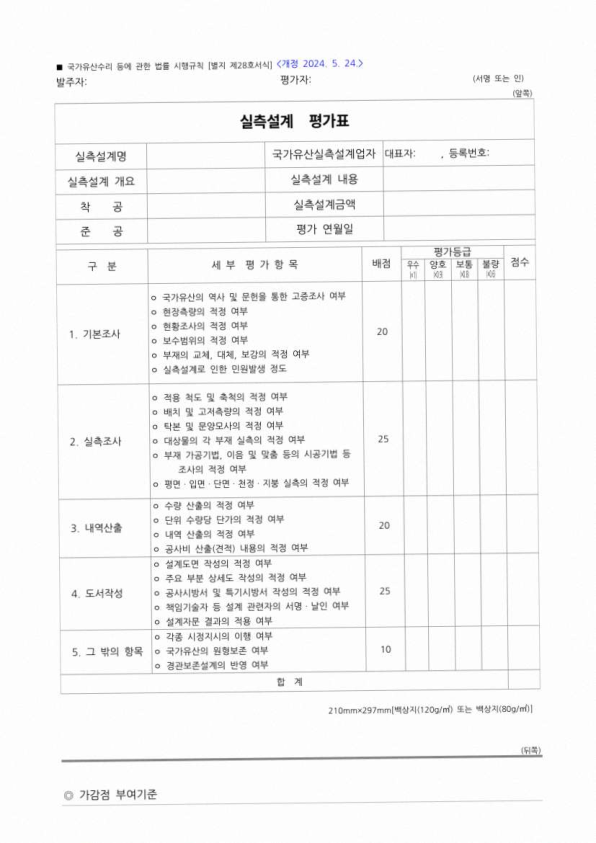 ■ 국가유산수리 등에 관한 법률 시행규칙 [별지 제28호서식] <개정 2024. 5. 24.>
발주자: 평가자: (서명 또는 인)
(앞쪽)
실측설계 평가표
실측설계명 국가유산실측설계업자 대표자: , 등록번호:
실측설계 개요 실측설계 내용
착 공 실측설계금액
준 공 평가 연월일
구 분 세 부 평 가 항 목 배점 평가등급 점수
우수 양호 보통 불량
1. 기본조사 20
ㅇ 국가유산의 역사 및 문헌을 통한 고증조사 여부
ㅇ 현장측량의 적정 여부
ㅇ 현황조사의 적정 여부
ㅇ 보수범위의 적정 여부
ㅇ 부재의 교체, 대체, 보강의 적정 여부
ㅇ 실측설계로 인한 민원발생 정도
2. 실측조사 25
ㅇ 적용 척도 및 축척의 적정 여부
ㅇ 배치 및 고저측량의 적정 여부
ㅇ 탁본 및 문양모사의 적정 여부
ㅇ 대상물의 각 부재 실측의 적정 여부
ㅇ 부재 가공기법, 이음 및 맞춤 등의 시공기법 등
조사의 적정 여부
ㅇ 평면ㆍ입면ㆍ단면ㆍ천정ㆍ지붕 실측의 적정 여부
3. 내역산출 20
ㅇ 수량 산출의 적정 여부
ㅇ 단위 수량당 단가의 적정 여부
ㅇ 내역 산출의 적정 여부
ㅇ 공사비 산출(견적) 내용의 적정 여부
4. 도서작성 25
ㅇ 설계도면 작성의 적정 여부
ㅇ 주요 부분 상세도 작성의 적정 여부
ㅇ 공사시방서 및 특기시방서 작성의 적정 여부
ㅇ 책임기술자 등 설계 관련자의 서명ㆍ날인 여부
ㅇ 설계자문 결과의 적용 여부
5. 그 밖의 항목 10
ㅇ 각종 시정지시의 이행 여부
ㅇ 국가유산의 원형보존 여부
ㅇ 경관보존설계의 반영 여부
합 계
210mm×297mm[백상지(120g/㎡) 또는 백상지(80g/㎡)]
(뒤쪽)
◎ 가감점 부여기준